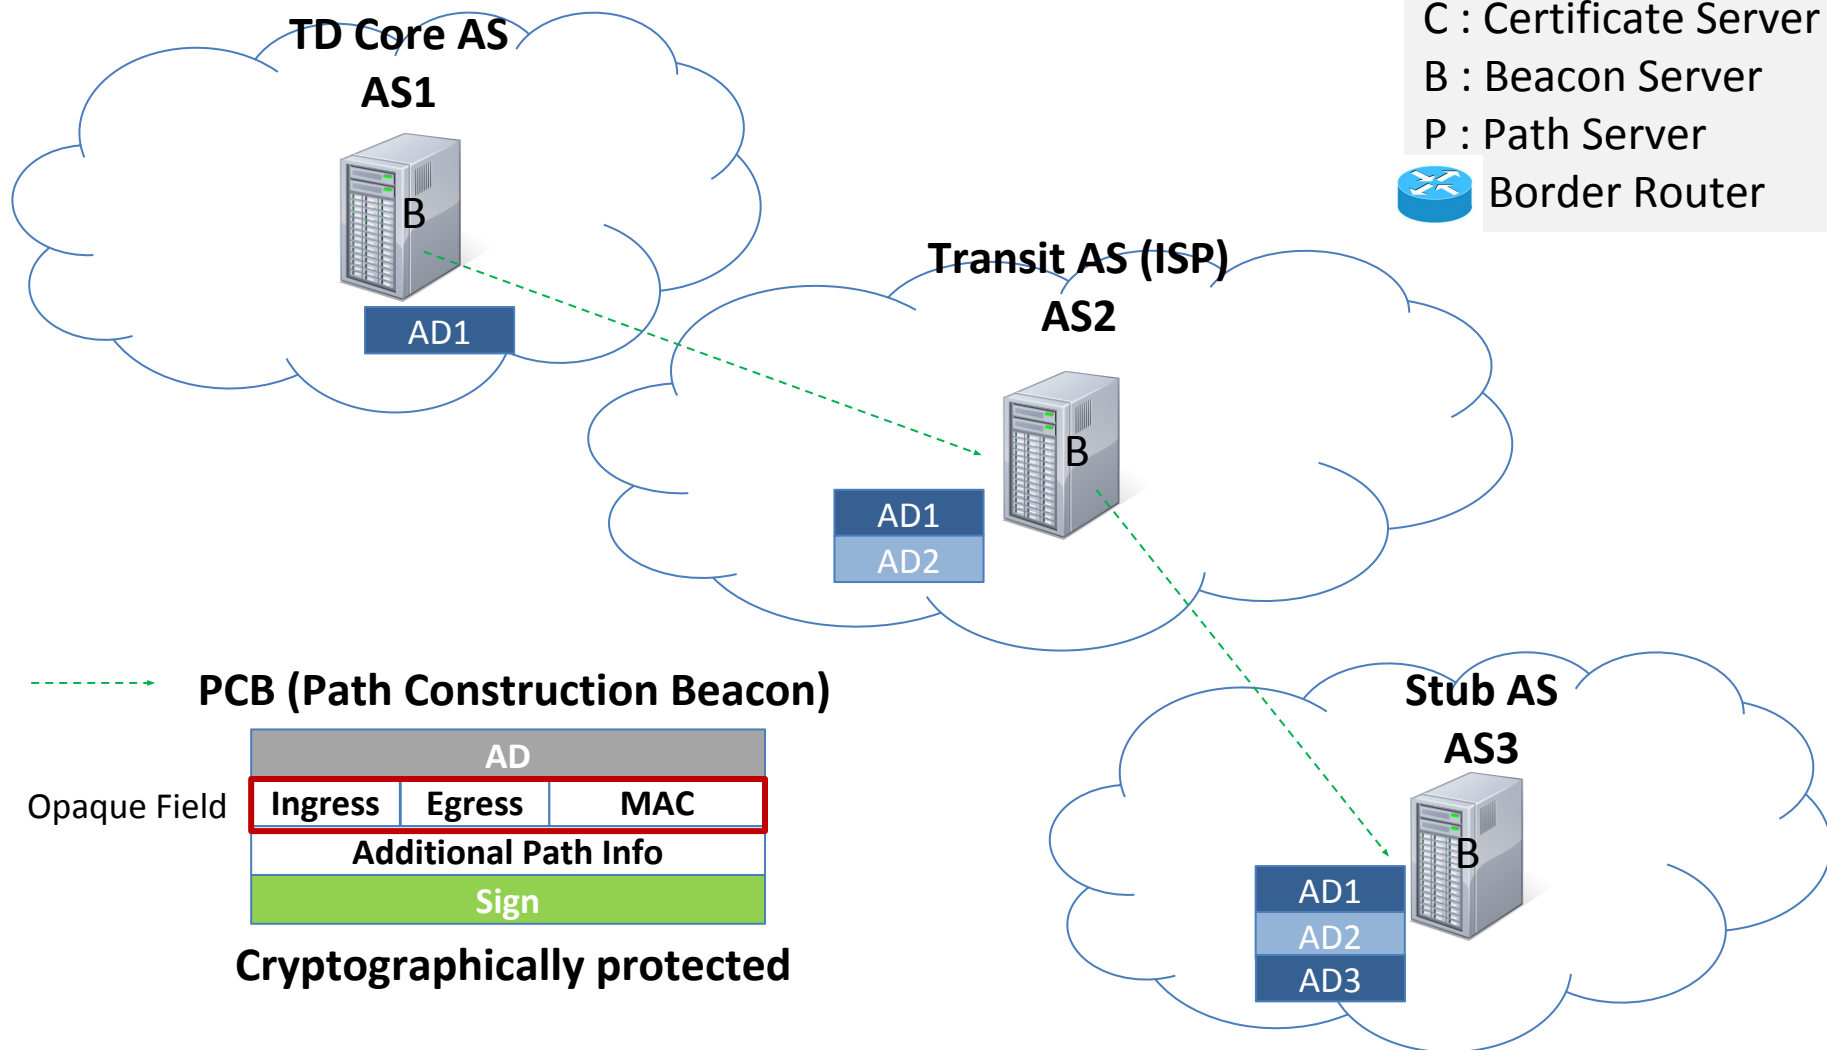 TD Core AS
AS1
B
AD1
C : Certificate Server
B : Beacon Server
P : Path Server
Border Router
Transit AS (ISP)
AS2
B
AD1
AD2
PCB (Path Construction Beacon)
AD
Opaque Field
Ingress Egress MAC
Additional Path Info
Sign
Cryptographically protected
Stub AS
AS3
B
AD1
AD2
AD3